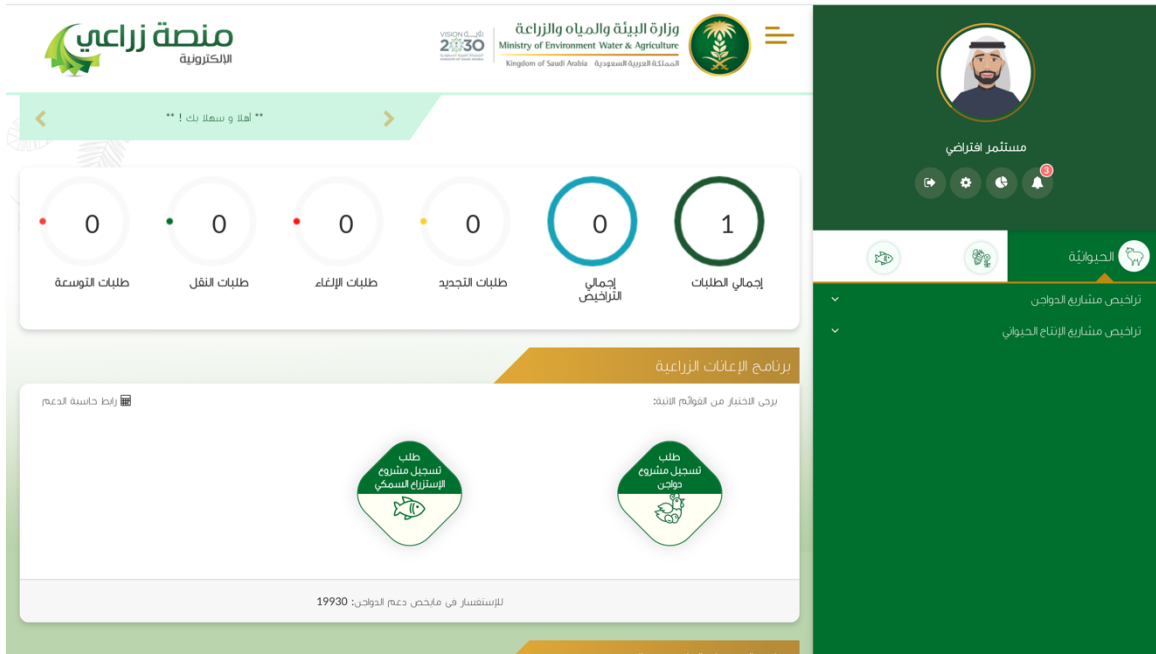 منصة زراعي
الإلكترونية
VISION رؤية
2030
وزارة البيئة والمياه والزراعة
Ministry of Environment Water & Agriculture
Kingdom of Saudi Arabia المملكة العربية السعودية
** أهلا و سهلا بك ! **
مستثمر افتراضي
3
الحيوانيّة
تراخيص مشاريع الدواجن
تراخيص مشاريع الإنتاج الحيواني
1
إجمالي الطلبات
0
إجمالي
التراخيص
0
طلبات التجديد
0
طلبات الإلغاء
0
طلبات النقل
0
طلبات التوسعة
برنامج الإعانات الزراعية
يرجى الاختيار من القوائم الاتية:
رابط حاسبة الدعم
طلب
تسجيل مشروع
دواجن
طلب
تسجيل مشروع
الإستزراع السمكي
للإستفسار في مايخص دعم الدواجن: 19930